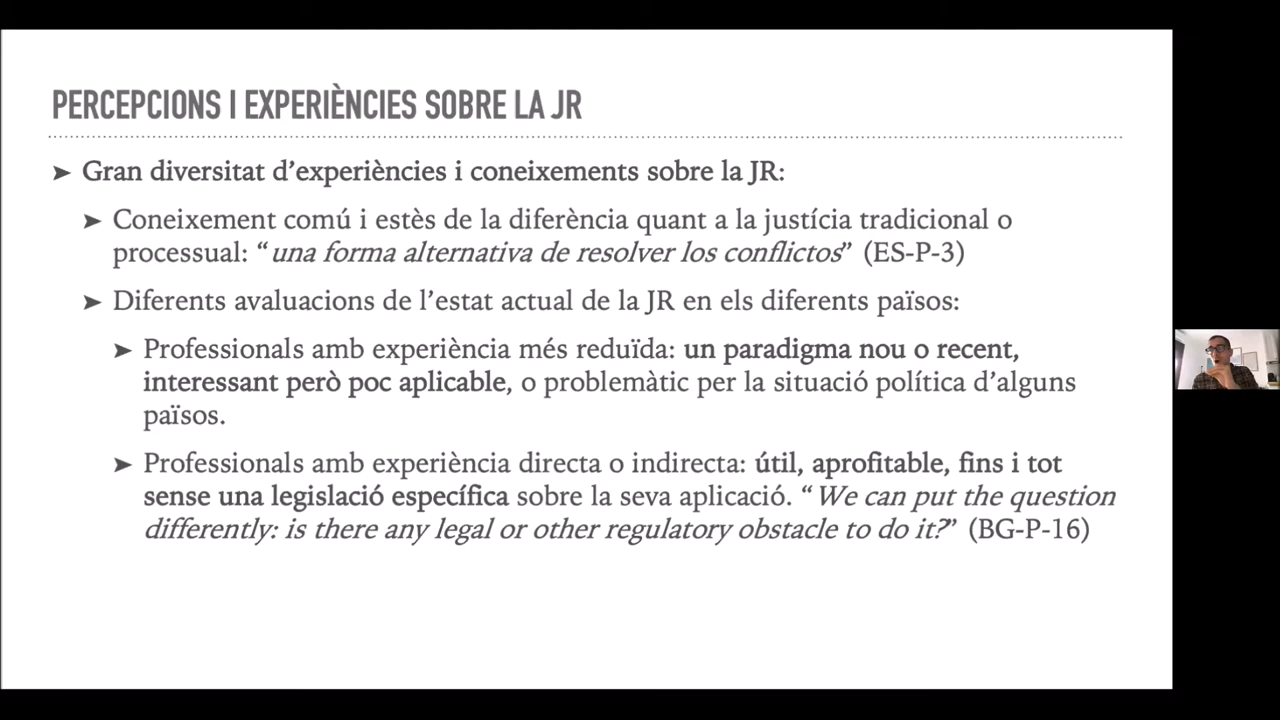 PERCEPCIONS I EXPERIÈNCIES SOBRE LA JR
➤ Gran diversitat d’experiències i coneixements sobre la JR:
➤ Coneixement comú i estès de la diferència quant a la justícia tradicional o
processual: “una forma alternativa de resolver los conflictos” (ES-P-3)
➤ Diferents avaluacions de l’estat actual de la JR en els diferents països:
➤ Professionals amb experiència més reduïda: un paradigma nou o recent,
interessant però poc aplicable, o problemàtic per la situació política d’alguns
països.
➤ Professionals amb experiència directa o indirecta: útil, aprofitable, fins i tot
sense una legislació específica sobre la seva aplicació. “We can put the question
differently: is there any legal or other regulatory obstacle to do it?” (BG-P-16)